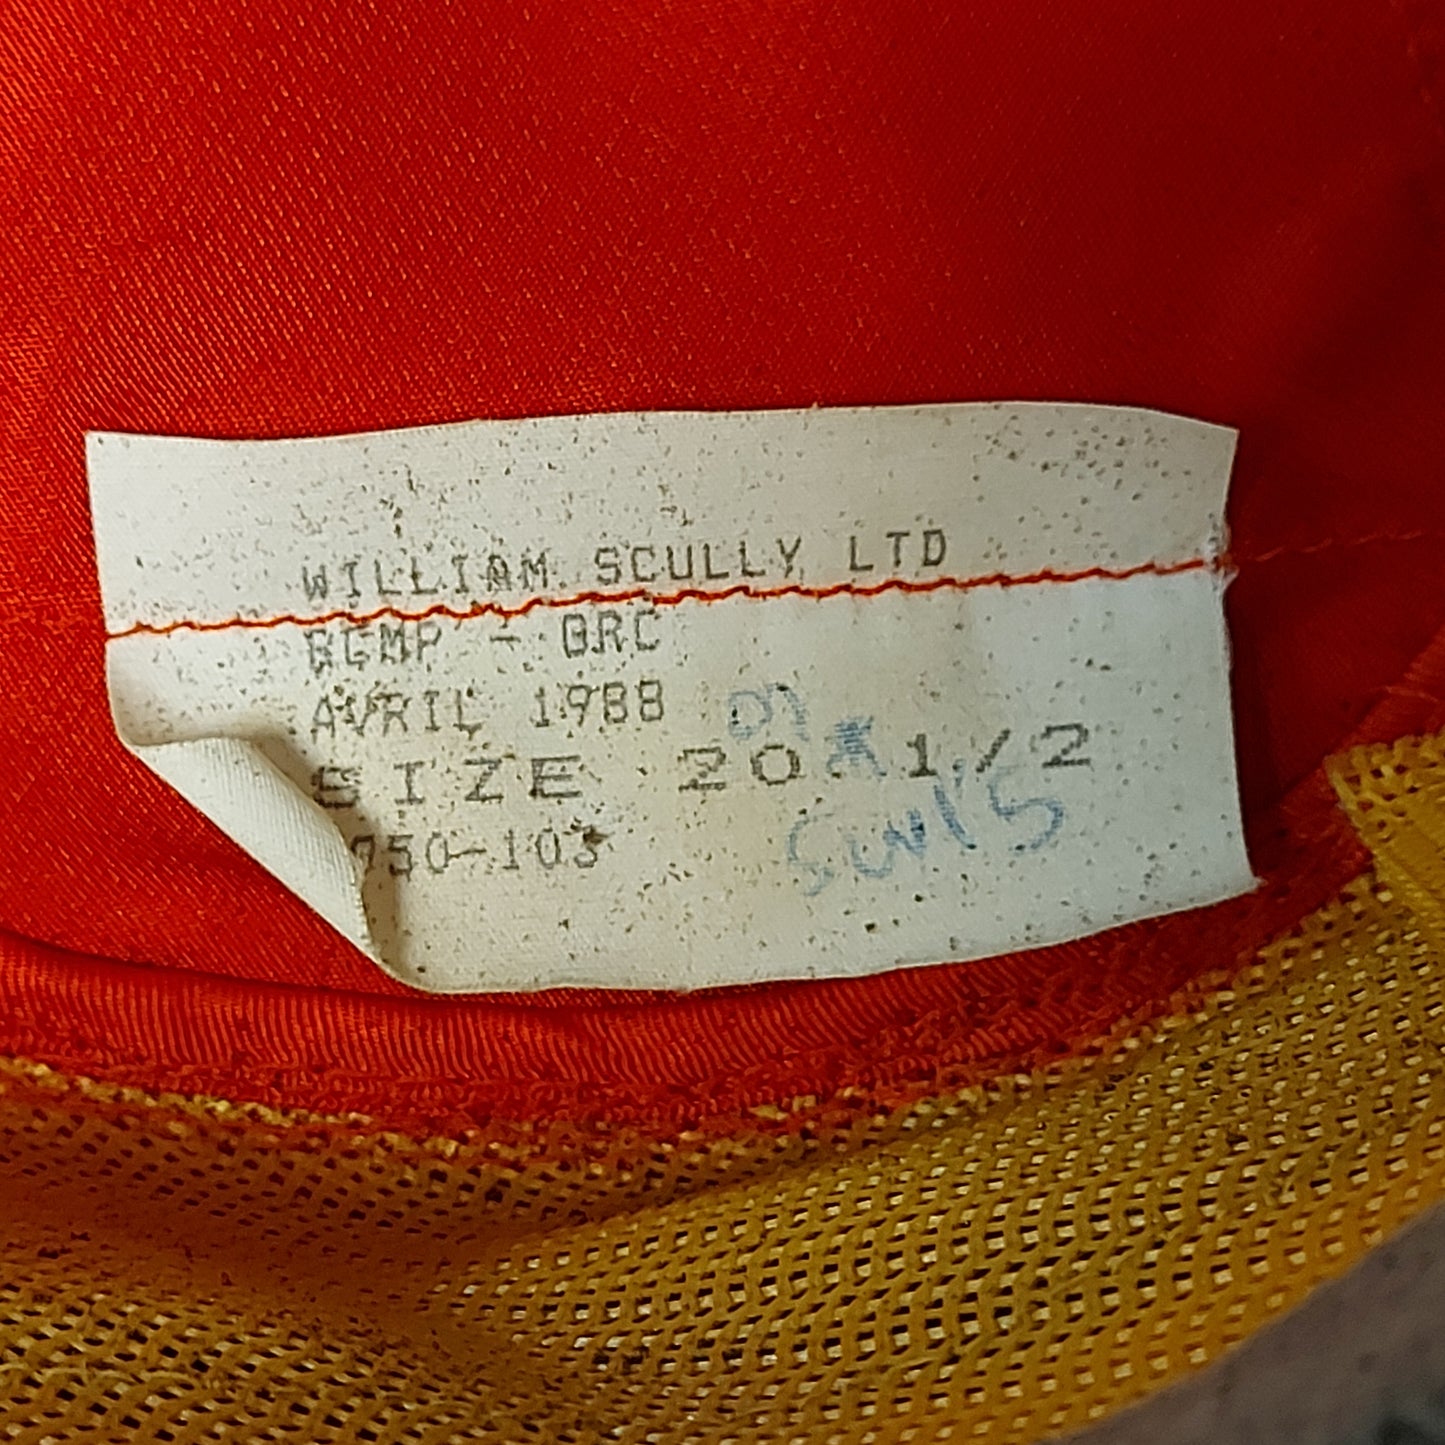 WILLIAM SCULLY LTD
RCMP - GRC
AVRIL 1988
SIZE 20 1/2
750-103